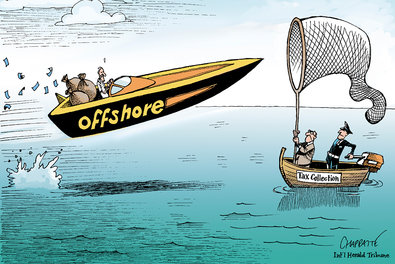 offshore
Tax Collection
CHAPPATTE
Int'l Herald Tribune